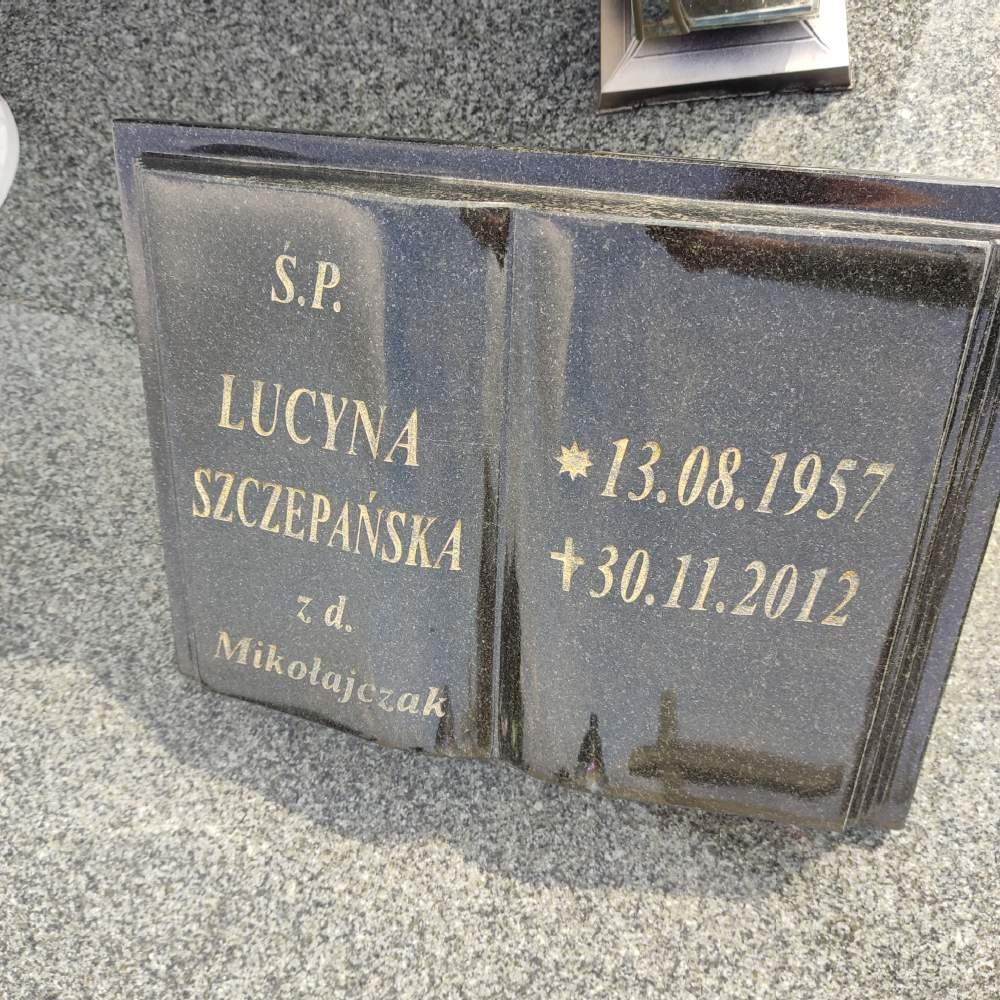 Ś.P.
LUCYNA
SZCZEPAŃSKA
z d.
Mikołajczak
13.08.1957
30.11.2012